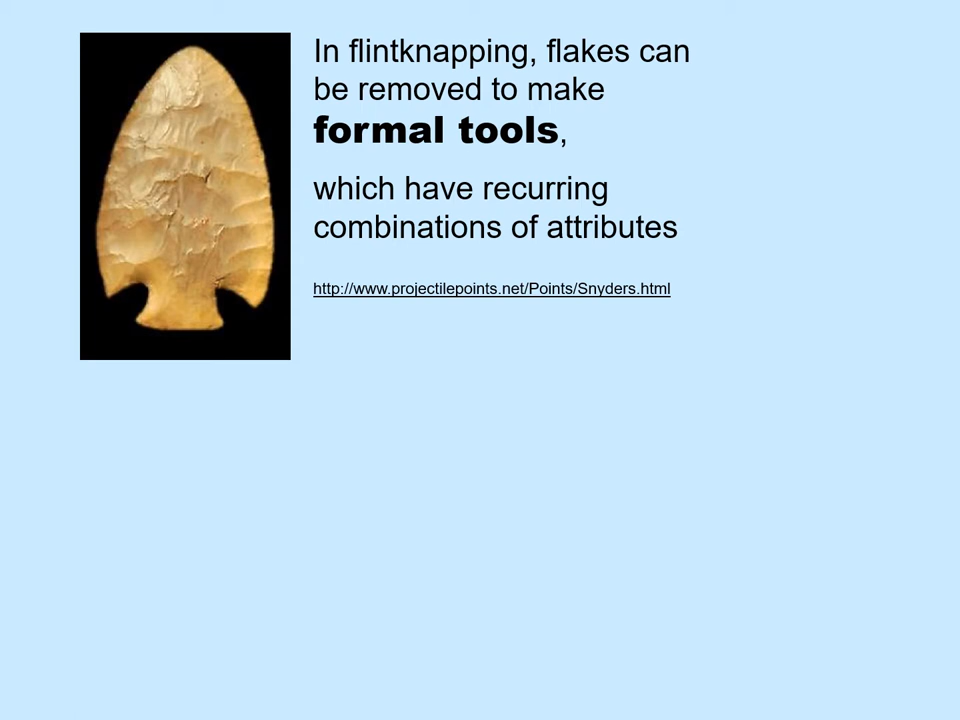 In flintknapping, flakes can
be removed to make
formal tools,
which have recurring
combinations of attributes
http://www.projectilepoints.net/Points/Snyders.html